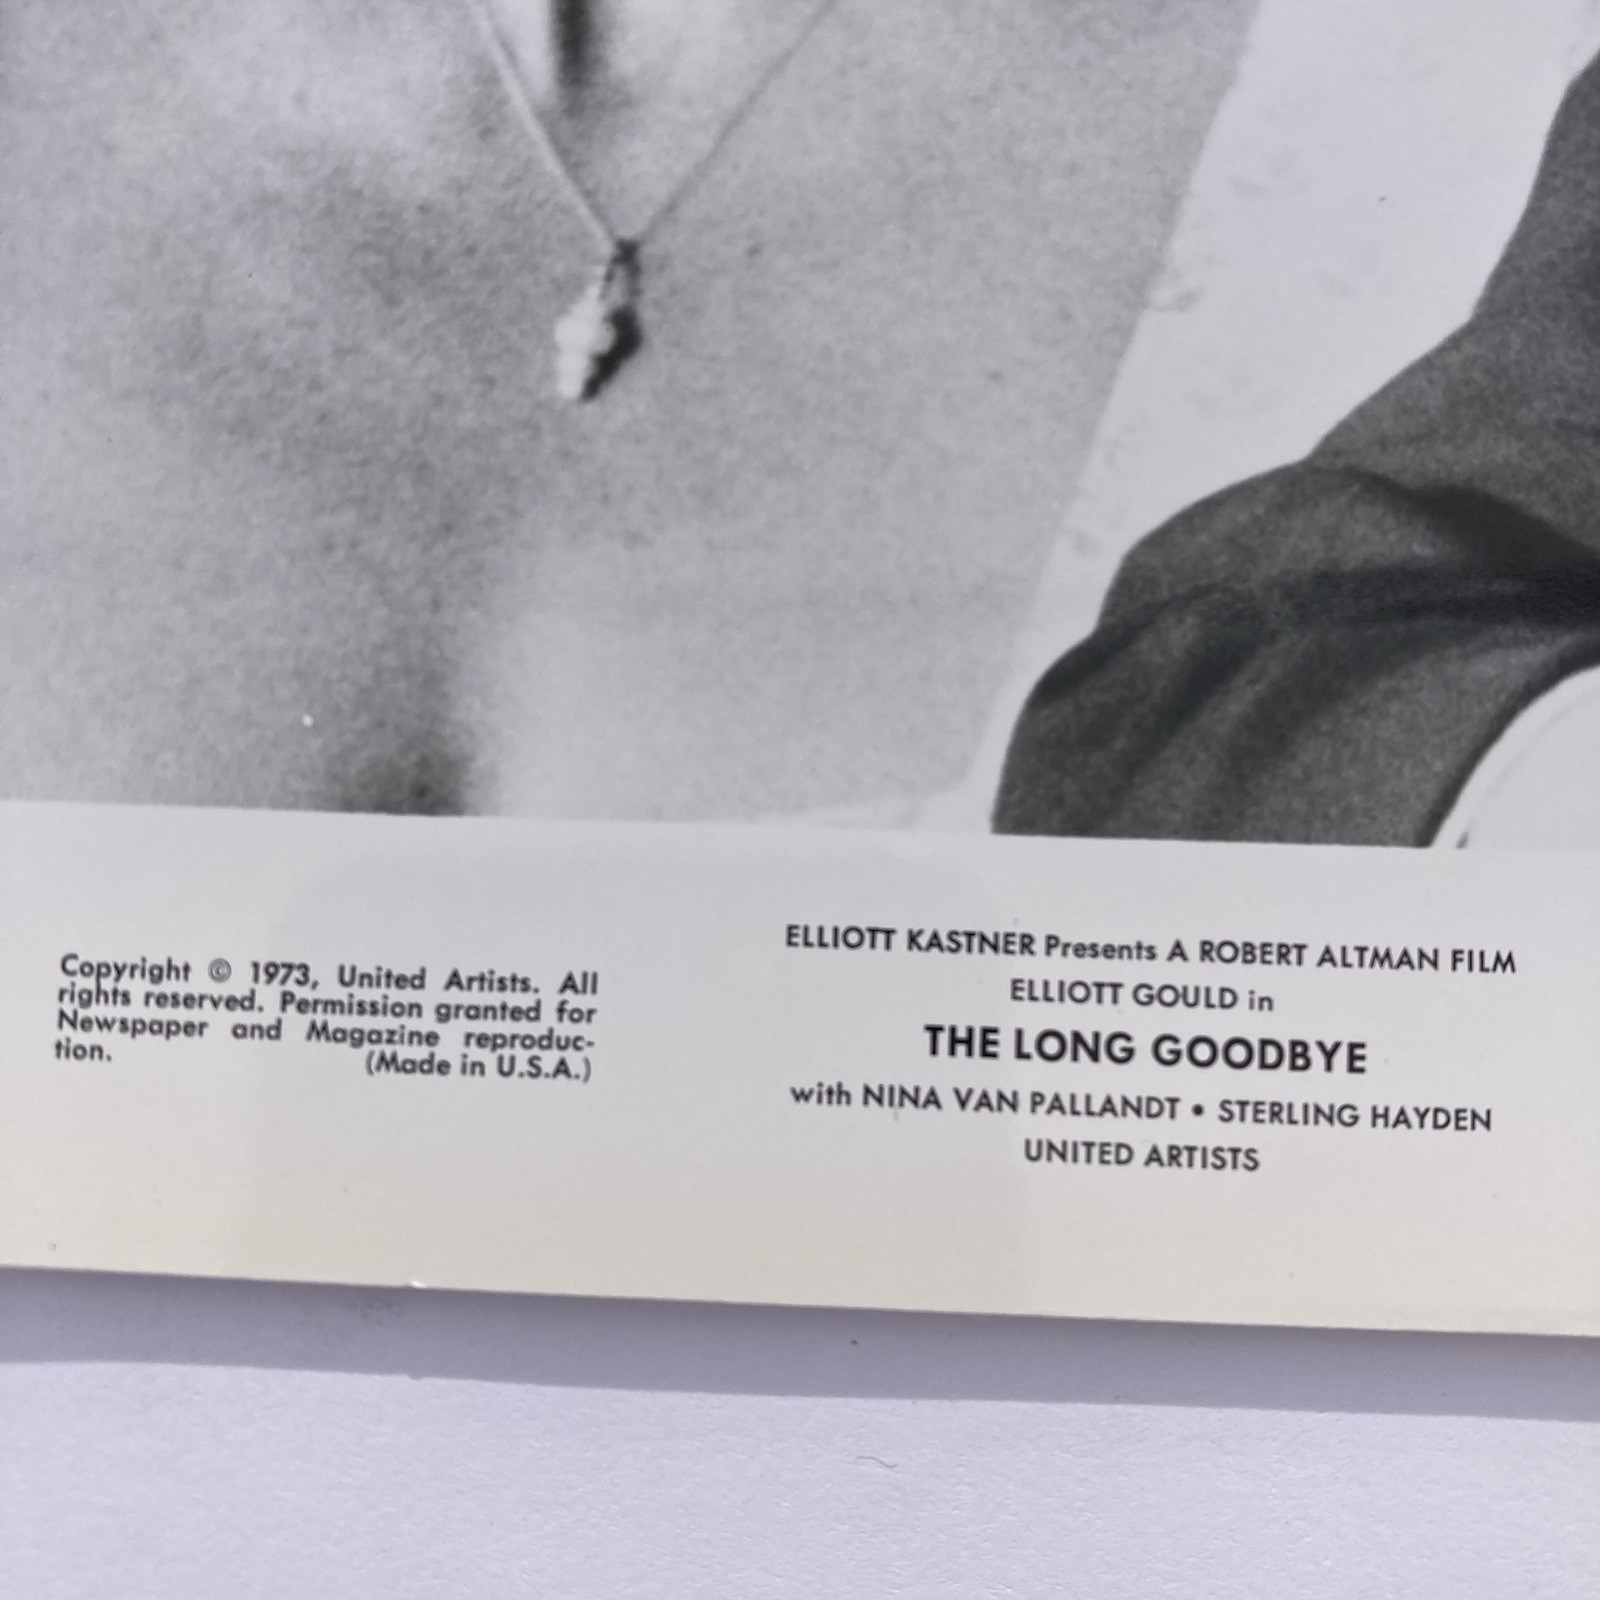 Copyright © 1973, United Artists. All
rights reserved. Permission granted for
Newspaper and Magazine reproduc-
tion. (Made in U.S.A.)
ELLIOTT KASTNER Presents A ROBERT ALTMAN FILM
ELLIOTT GOULD in
THE LONG GOODBYE
with NINA VAN PALLANDT • STERLING HAYDEN
UNITED ARTISTS